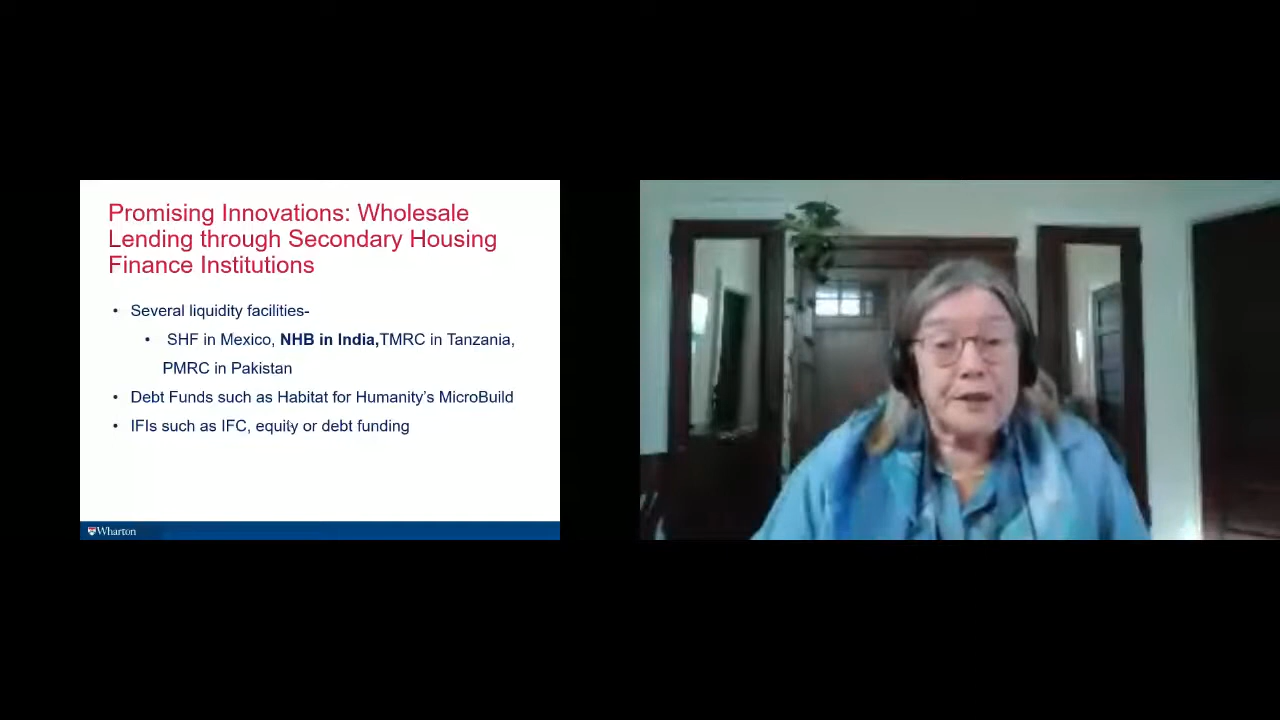 Promising Innovations: Wholesale
Lending through Secondary Housing
Finance Institutions
• Several liquidity facilities-
• SHF in Mexico, NHB in India,TMRC in Tanzania,
PMRC in Pakistan
• Debt Funds such as Habitat for Humanity's MicroBuild
• IFIs such as IFC, equity or debt funding
Wharton